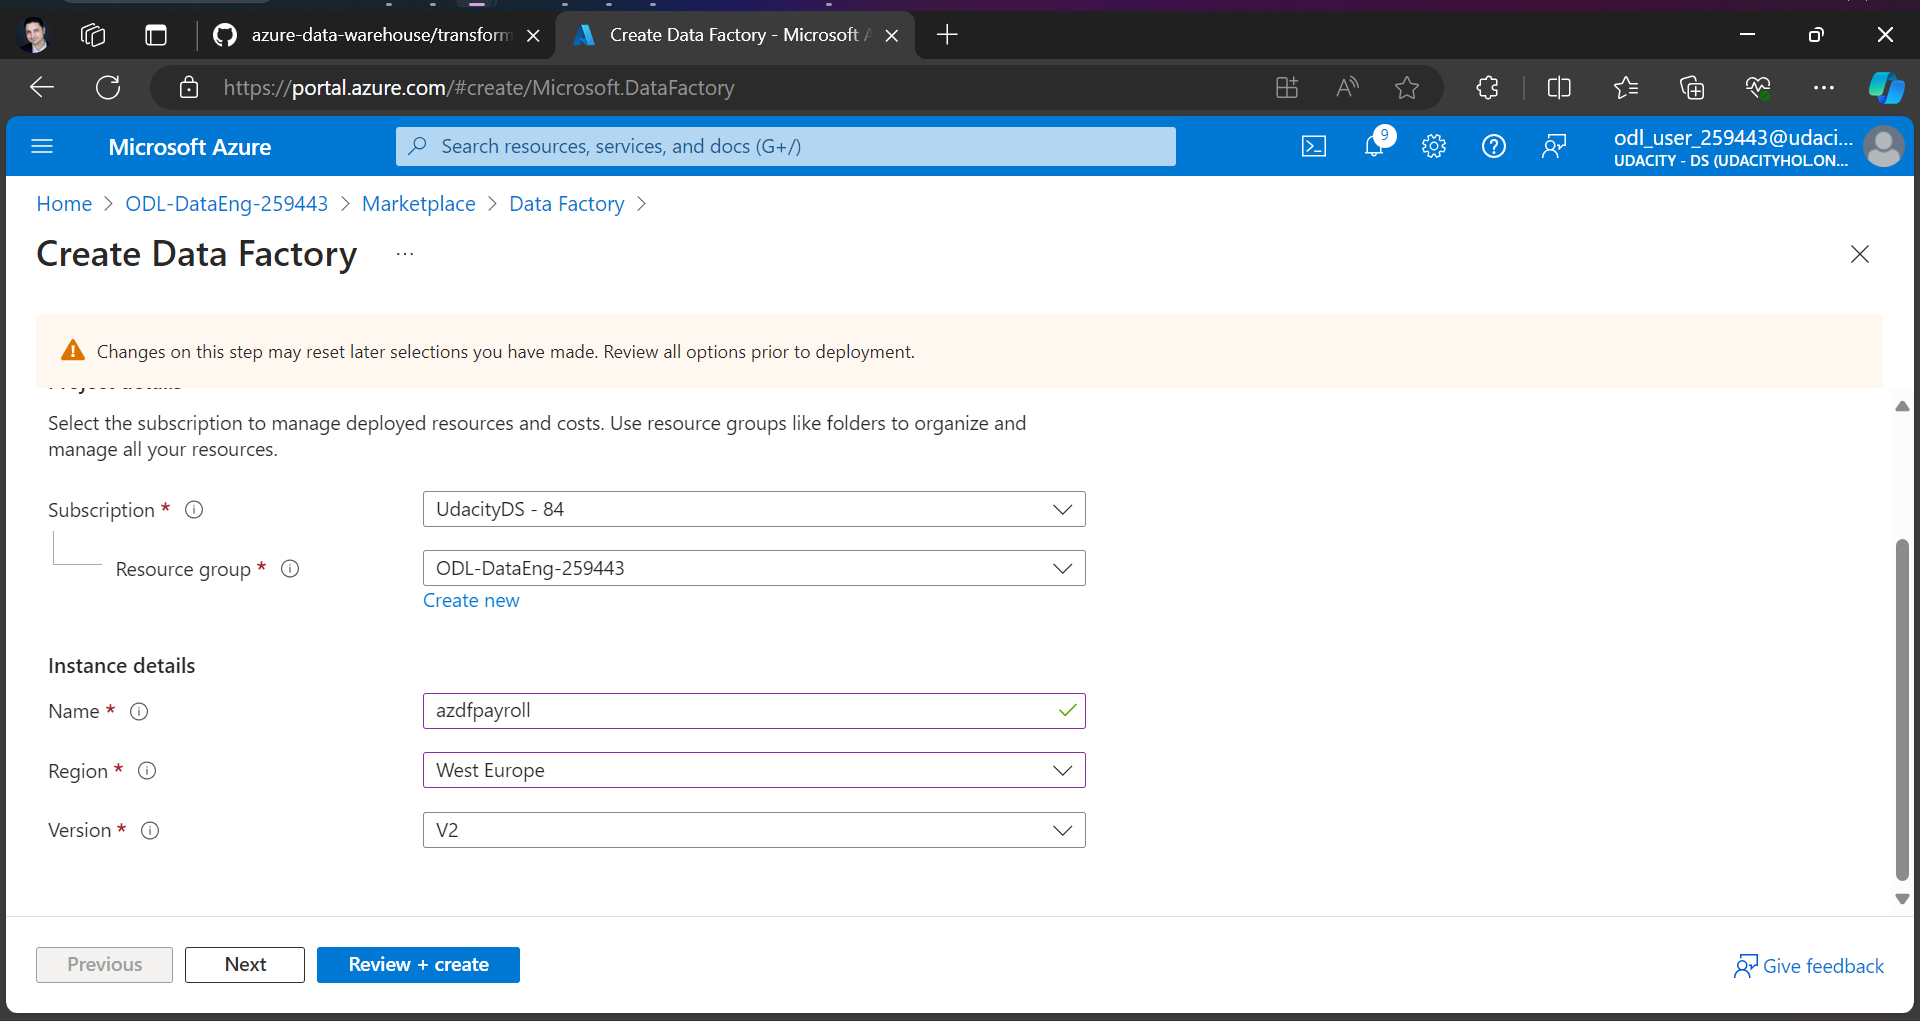 azure-data-warehouse/transform
Create Data Factory - Microsoft A
https://portal.azure.com/#create/Microsoft.DataFactory
Microsoft Azure
Search resources, services, and docs (G+/)
9
odl_user_259443@udaci...
UDACITY - DS (UDACITYHOL.ON...
Home > ODL-DataEng-259443 > Marketplace > Data Factory >
Create Data Factory ...
Changes on this step may reset later selections you have made. Review all options prior to deployment.
Project details
Select the subscription to manage deployed resources and costs. Use resource groups like folders to organize and
manage all your resources.
Subscription *
UdacityDS - 84
Resource group *
ODL-DataEng-259443
Create new
Instance details
Name *
azdfpayroll
Region *
West Europe
Version *
V2
Previous
Next
Review + create
Give feedback